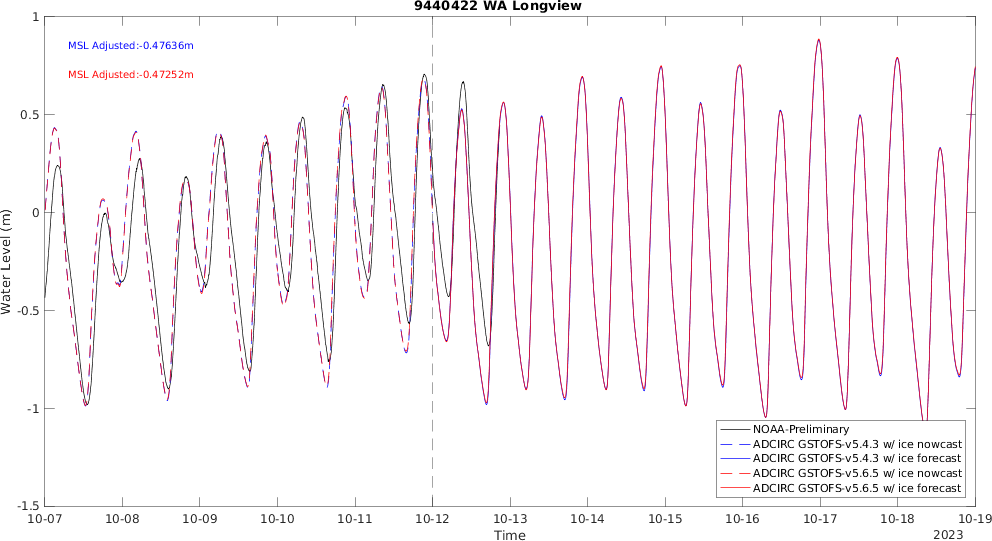 9440422 WA Longview
MSL Adjusted:-0.47636m
MSL Adjusted:-0.47252m
Water Level (m)
1
0.5
0
-0.5
-1
-1.5
NOAA-Preliminary
ADCIRC GSTOFS-v5.4.3 w/ ice nowcast
ADCIRC GSTOFS-v5.4.3 w/ ice forecast
ADCIRC GSTOFS-v5.6.5 w/ ice nowcast
ADCIRC GSTOFS-v5.6.5 w/ ice forecast
10-07 10-08 10-09 10-10 10-11 10-12 10-13 10-14 10-15 10-16 10-17 10-18 10-19
Time
2023